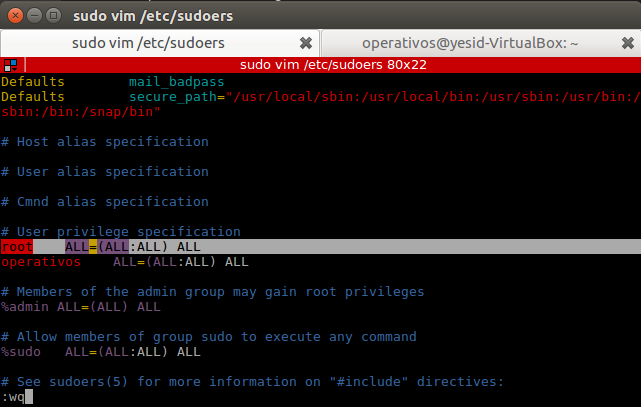 sudo vim /etc/sudoers
sudo vim /etc/sudoers operativos@yesid-VirtualBox: ~
sudo vim /etc/sudoers 80x22
Defaults        mail_badpass
Defaults        secure_path="/usr/local/sbin:/usr/local/bin:/usr/sbin:/usr/bin:/
sbin:/bin:/snap/bin"
# Host alias specification
# User alias specification
# Cmnd alias specification
# User privilege specification
root    ALL=(ALL:ALL) ALL
operativos    ALL=(ALL:ALL) ALL
# Members of the admin group may gain root privileges
%admin ALL=(ALL) ALL
# Allow members of group sudo to execute any command
%sudo   ALL=(ALL:ALL) ALL
# See sudoers(5) for more information on "#include" directives:
:wq